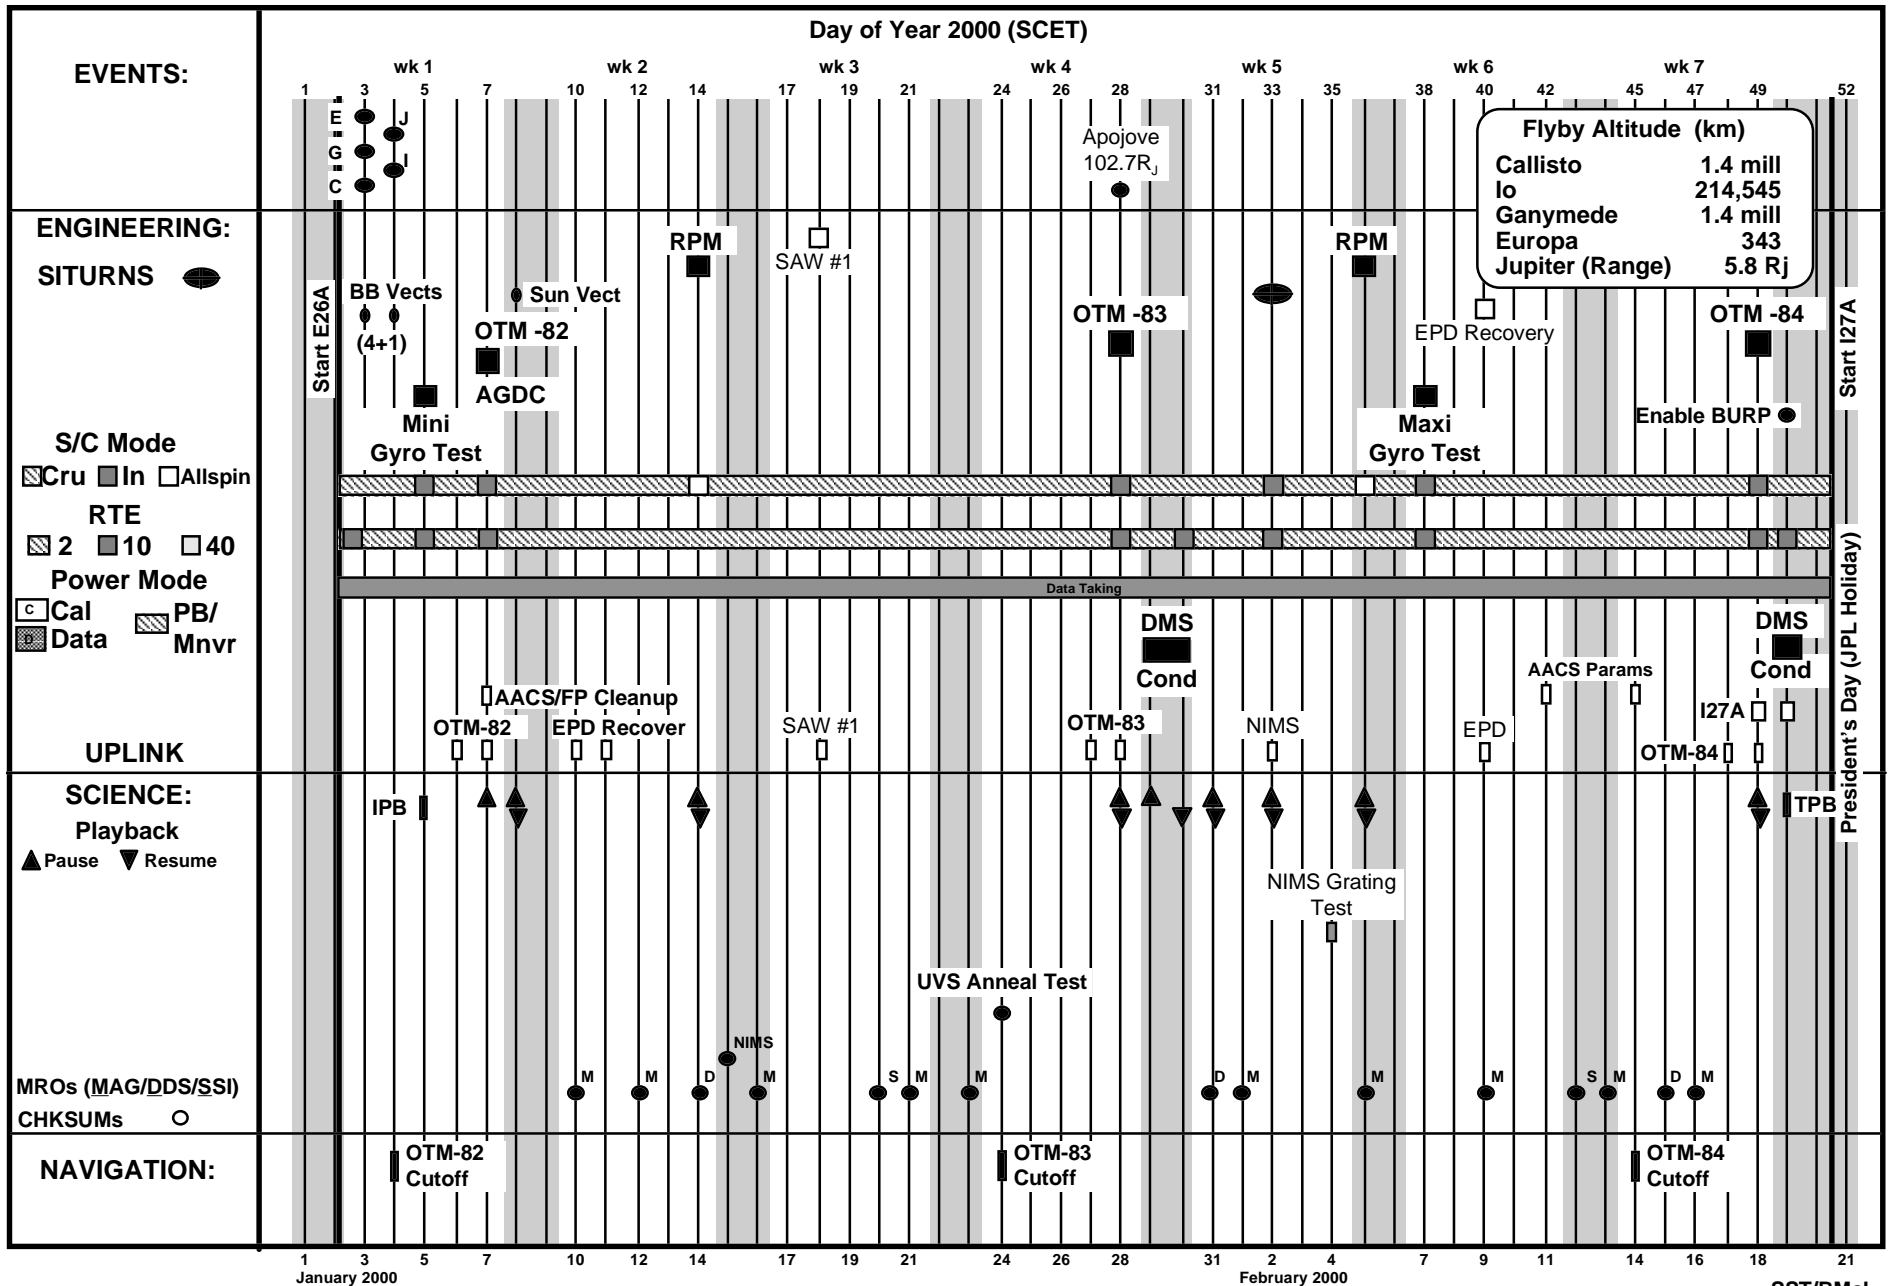 Day of Year 2000 (SCET)
EVENTS:
wk 1 wk 2 wk 3 wk 4 wk 5 wk 6 wk 7
1 3 5 7 10 12 14 17 19 21 24 26 28 31 33 35 38 40 42 45 47 49 52
E
J
G
I
C
Apojove
102.7RJ
Flyby Altitude (km)
Callisto 1.4 mill
Io 214,545
Ganymede 1.4 mill
Europa 343
Jupiter (Range) 5.8 Rj
ENGINEERING:
SITURNS
Start E26A
BB Vects
(4+1)
Sun Vect
OTM -82
AGDC
Mini
Gyro Test
RPM
SAW #1
OTM -83
RPM
EPD Recovery
Maxi
Gyro Test
OTM -84
Enable BURP
Start I27A
S/C Mode
Cru In Allspin
RTE
2 10 40
Power Mode
C Cal
D Data
PB/
Mnvr
Data Taking
DMS
Cond
DMS
Cond
President's Day (JPL Holiday)
AACS/FP Cleanup
AACS Params
UPLINK
OTM-82
EPD Recover
SAW #1
OTM-83
NIMS
EPD
I27A
OTM-84
SCIENCE:
Playback
Pause Resume
IPB
TPB
NIMS Grating
Test
UVS Anneal Test
NIMS
MROs (MAG/DDS/SSI)
M M D M S M M D M M M S M D M
CHKSUMs
NAVIGATION:
OTM-82
Cutoff
OTM-83
Cutoff
OTM-84
Cutoff
1 3 5 7 10 12 14 17 19 21 24 26 28 31 2 4 7 9 11 14 16 18 21
January 2000
February 2000